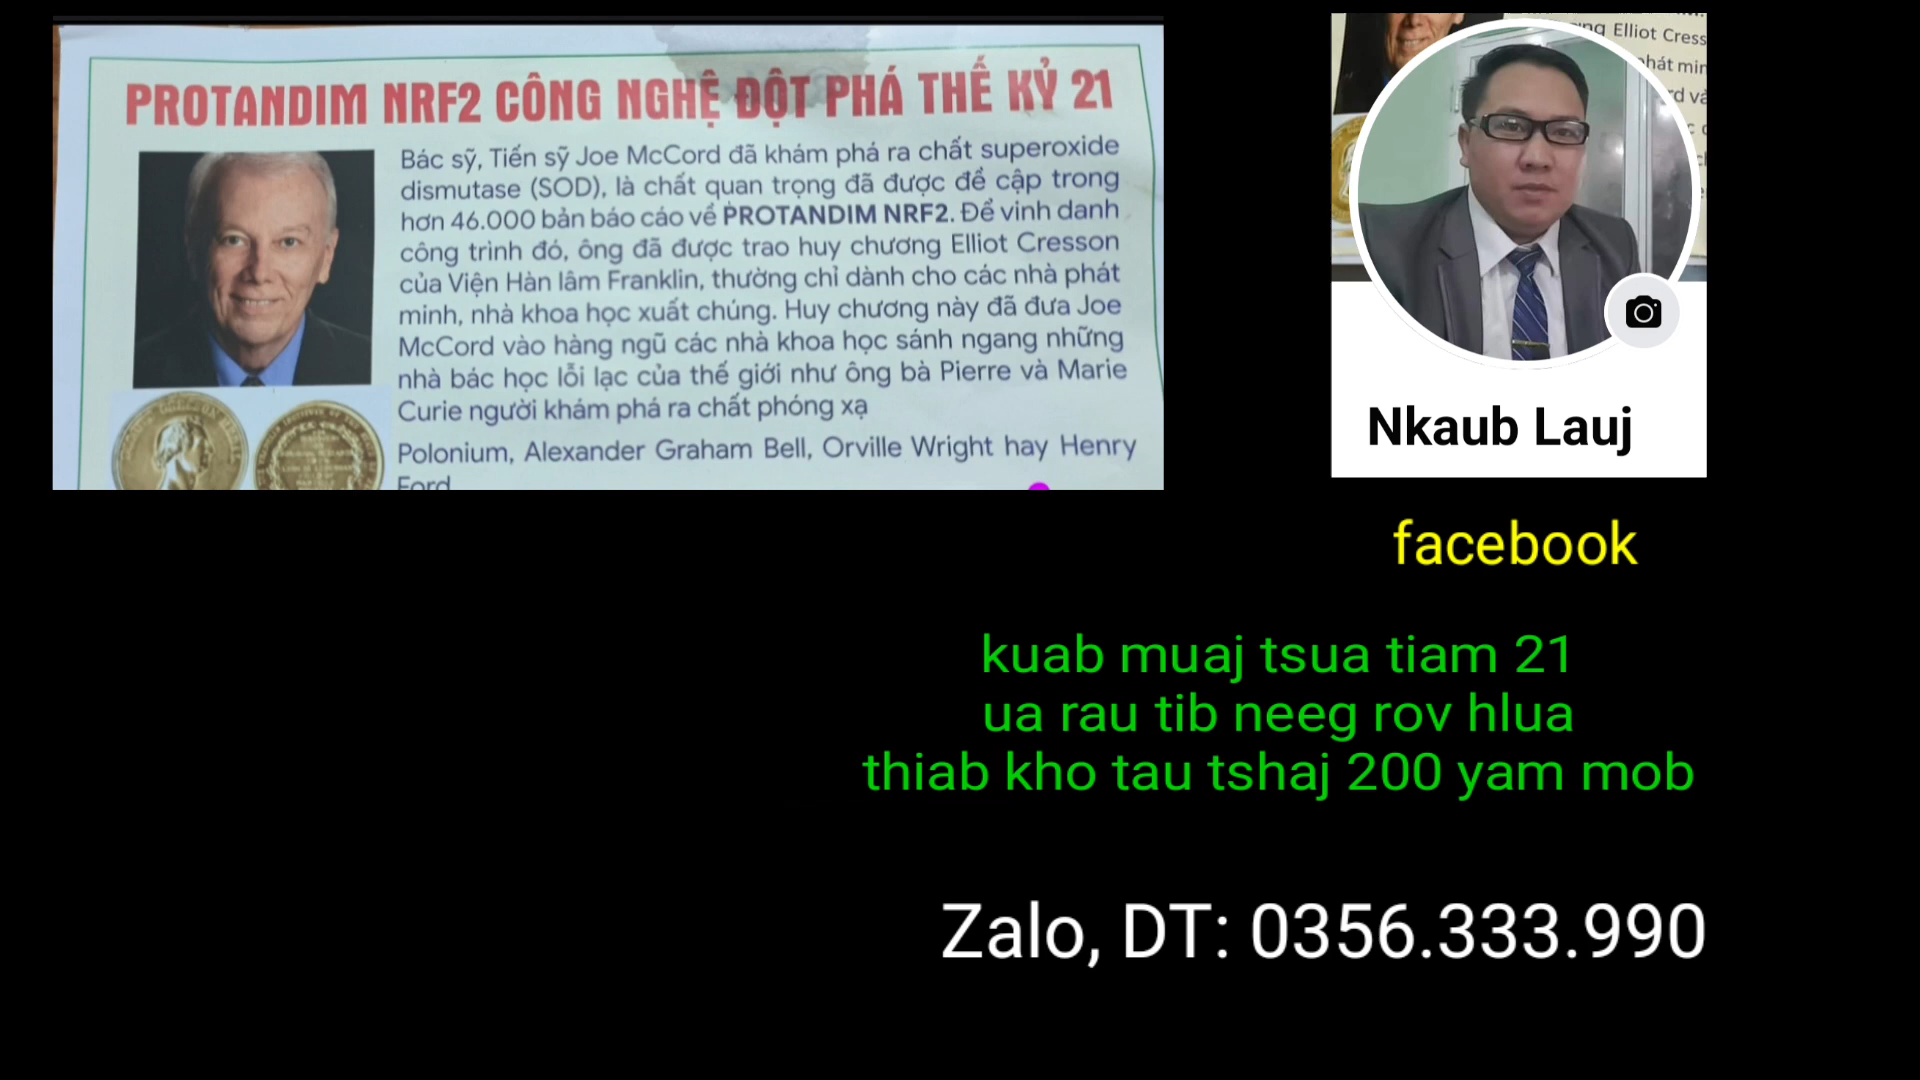 PROTANDIM NRF2 CÔNG NGHỆ ĐỘT PHÁ THẾ KỶ 21
Bác sỹ, Tiến sỹ Joe McCord đã khám phá ra chất superoxide
dismutase (SOD), là chất quan trọng đã được đề cập trong
hơn 46.000 bản báo cáo về PROTANDIM NRF2. Để vinh danh
công trình đó, ông đã được trao huy chương Elliot Cresson
của Viện Hàn lâm Franklin, thường chỉ dành cho các nhà phát
minh, nhà khoa học xuất chúng. Huy chương này đã đưa Joe
McCord vào hàng ngũ các nhà khoa học sánh ngang những
nhà bác học lỗi lạc của thế giới như ông bà Pierre và Marie
Curie người khám phá ra chất phóng xạ
Polonium, Alexander Graham Bell, Orville Wright hay Henry
Ford
Elliot Cress
Nkaub Lauj
facebook
kuab muaj tsua tiam 21
ua rau tib neeg rov hlua
thiab kho tau tshaj 200 yam mob
Zalo, DT: 0356.333.990